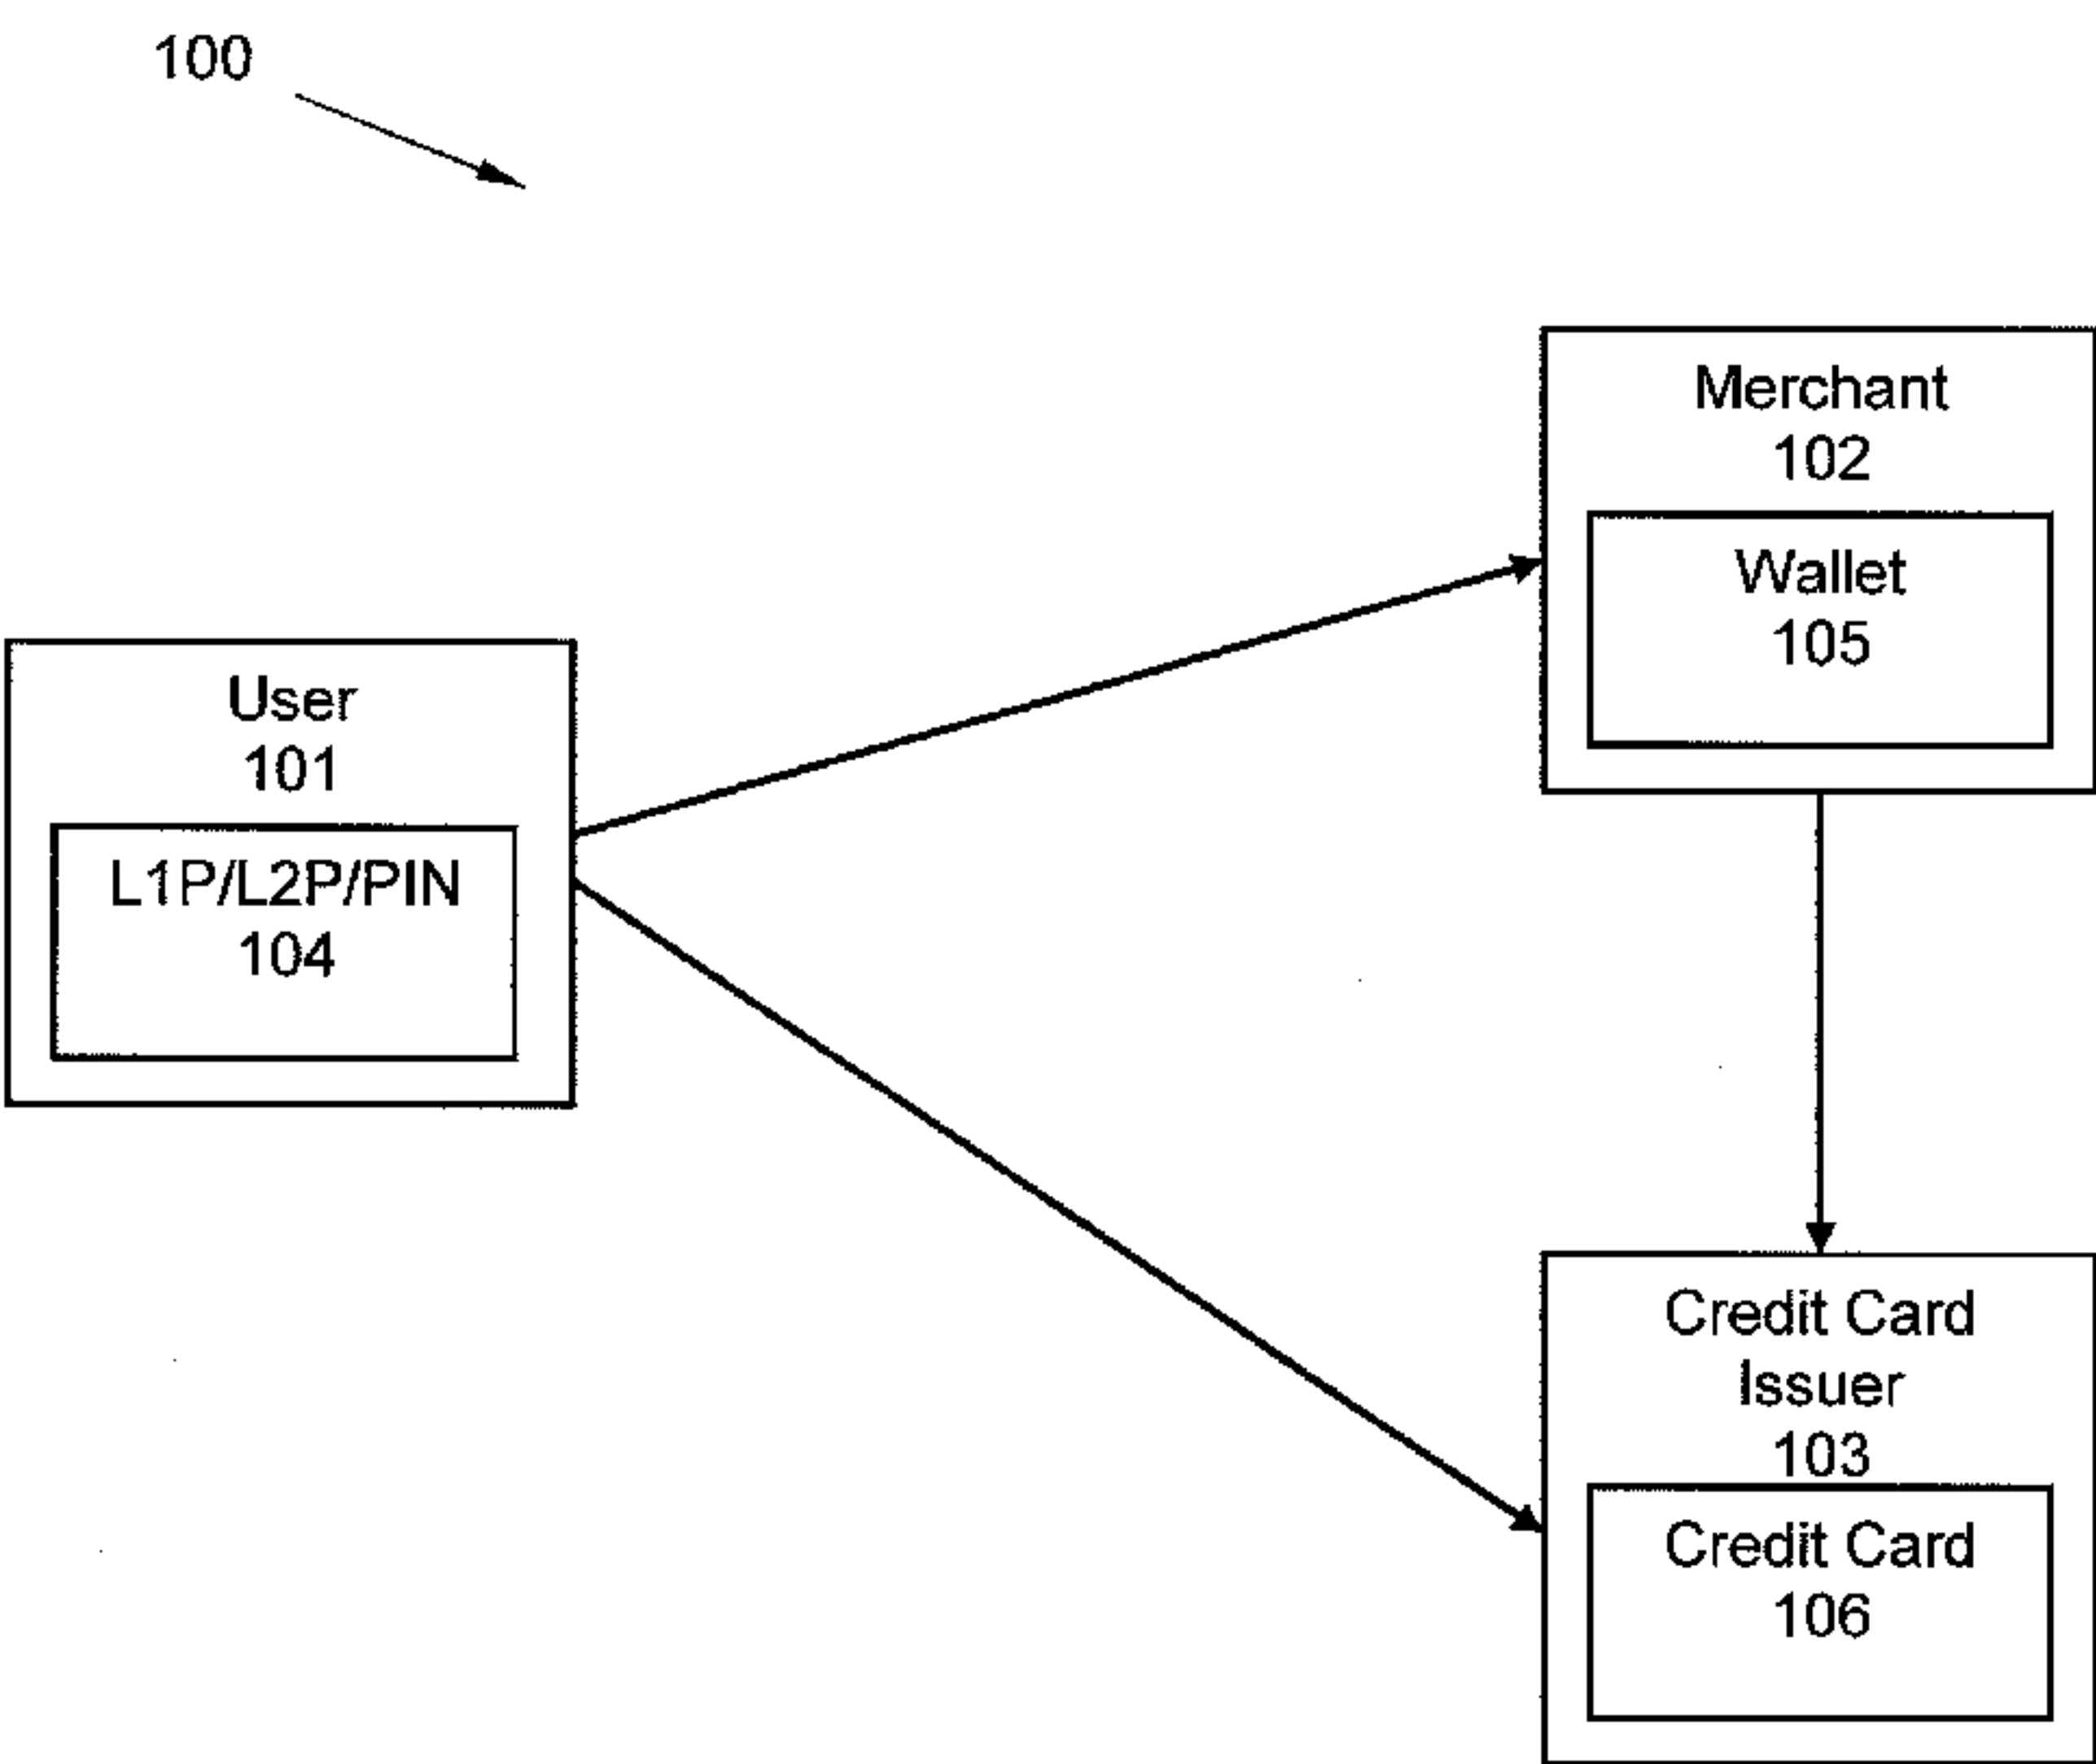 100
Merchant
102
Wallet
105
User
101
L1P/L2P/PIN
104
Credit Card
Issuer
103
Credit Card
106